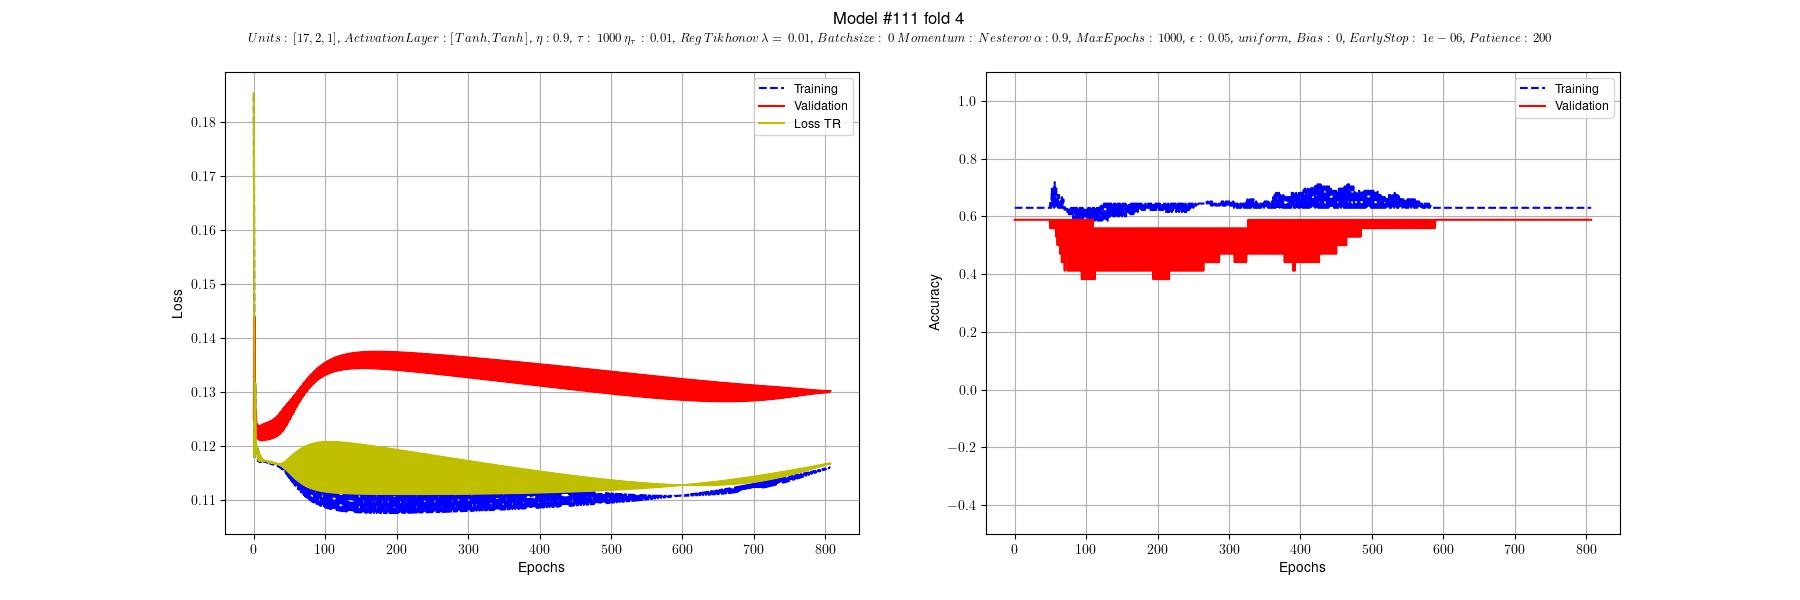 Model #111 fold 4
Units : [17, 2, 1], ActivationLayer : [Tanh, Tanh], η : 0.9, τ : 1000 η_τ : 0.01, Reg Tikhonov λ = 0.01, Batchsize : 0 Momentum : Nesterov α : 0.9, MaxEpochs : 1000, ϵ : 0.05, uniform, Bias : 0, EarlyStop : 1e − 06, Patience : 200
Loss
0.18
0.17
0.16
0.15
0.14
0.13
0.12
0.11
0 100 200 300 400 500 600 700 800
Epochs
Training
Validation
Loss TR
Accuracy
1.0
0.8
0.6
0.4
0.2
0.0
−0.2
−0.4
0 100 200 300 400 500 600 700 800
Epochs
Training
Validation